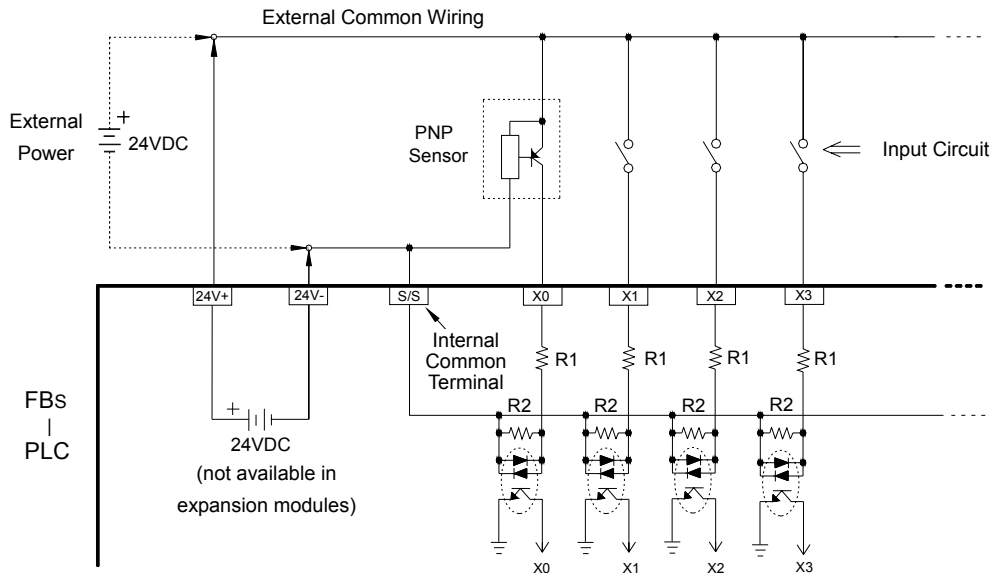 External Common Wiring
External
Power
+
24VDC
PNP
Sensor
Input Circuit
24V+
24V-
S/S
X0
X1
X2
X3
Internal
Common
Terminal
R1
R1
R1
R1
FBs
PLC
+
24VDC
(not available in
expansion modules)
R2
R2
R2
R2
X0
X1
X2
X3